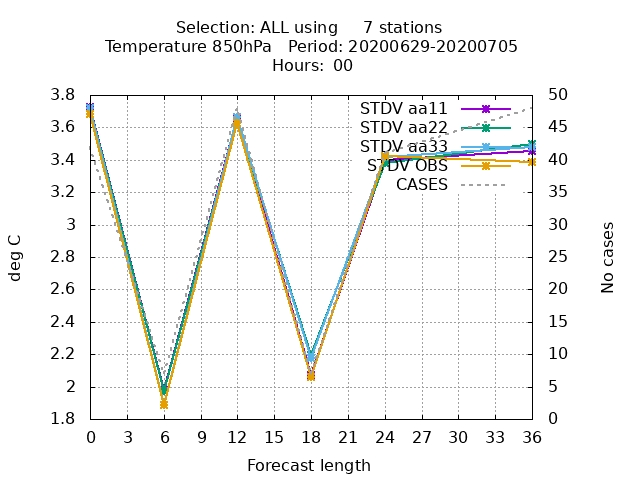 Selection: ALL using 7 stations
Temperature 850hPa Period: 20200629-20200705
Hours: 00
STDV aa11
STDV aa22
STDV aa33
STDV OBS
CASES
3.8
3.6
3.4
3.2
3
2.8
2.6
2.4
2.2
2
1.8
deg C
50
45
40
35
30
25
20
15
10
5
0
No cases
0 3 6 9 12 15 18 21 24 27 30 33 36
Forecast length